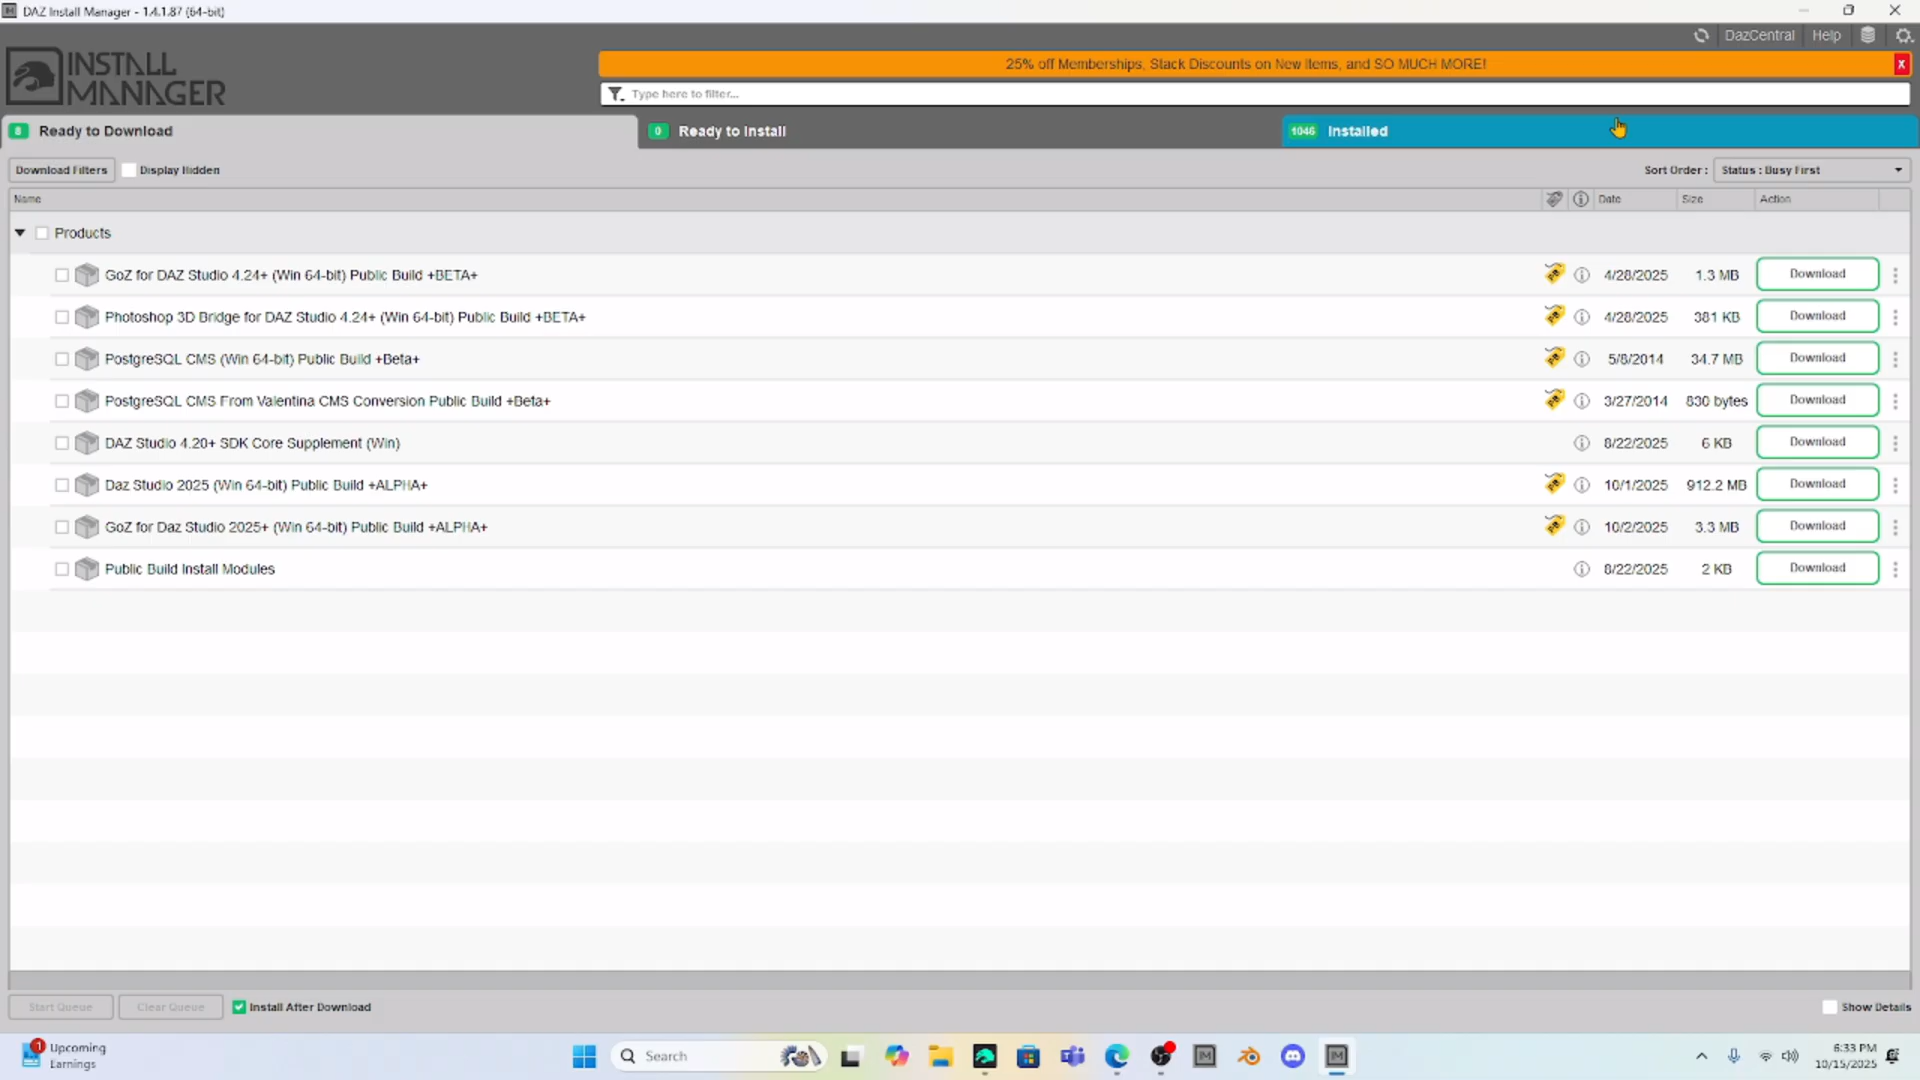 DAZ Install Manager - 1.4.1.87 (64-bit)
DazCentral Help
INSTALL
MANAGER
25% off Memberships, Stack Discounts on New Items, and SO MUCH MORE!
X
Type here to filter...
8 Ready to Download
0 Ready to Install
1046 Installed
Download Filters Display Hidden
Sort Order : Status : Busy First
Name Date Size Action
Products
GoZ for DAZ Studio 4.24+ (Win 64-bit) Public Build +BETA+ 4/28/2025 1.3 MB Download
Photoshop 3D Bridge for DAZ Studio 4.24+ (Win 64-bit) Public Build +BETA+ 4/28/2025 381 KB Download
PostgreSQL CMS (Win 64-bit) Public Build +Beta+ 5/8/2014 34.7 MB Download
PostgreSQL CMS From Valentina CMS Conversion Public Build +Beta+ 3/27/2014 830 bytes Download
DAZ Studio 4.20+ SDK Core Supplement (Win) 8/22/2025 6 KB Download
Daz Studio 2025 (Win 64-bit) Public Build +ALPHA+ 10/1/2025 912.2 MB Download
GoZ for Daz Studio 2025+ (Win 64-bit) Public Build +ALPHA+ 10/2/2025 3.3 MB Download
Public Build Install Modules 8/22/2025 2 KB Download
Start Queue Clear Queue Install After Download
Show Details
1 Upcoming
Earnings
Search
6:33 PM
10/15/2025